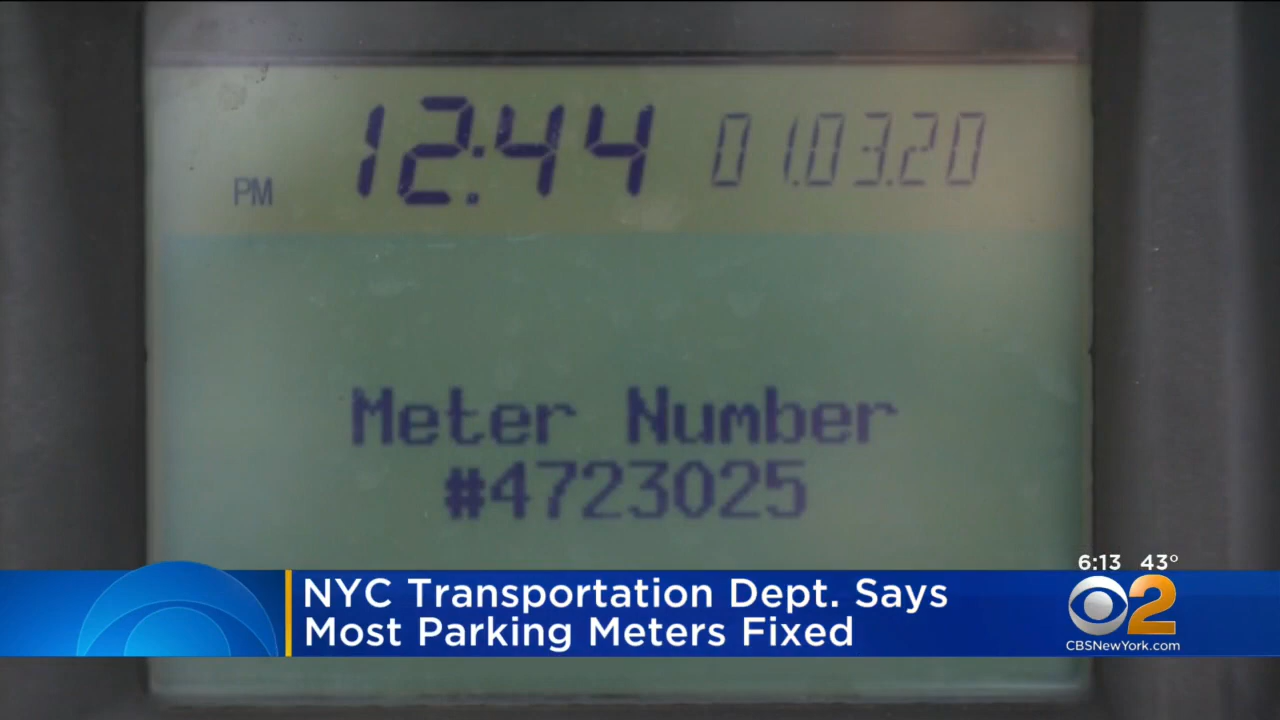 PM 12:44 01.03.20
Meter Number
#4723025
6:13 43°
NYC Transportation Dept. Says
Most Parking Meters Fixed
2
CBSNewYork.com